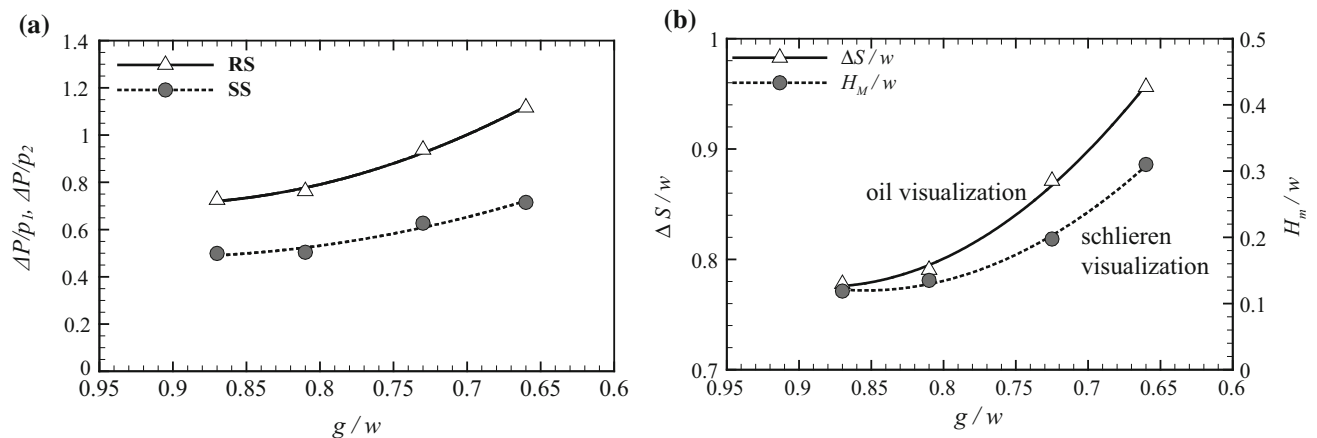 (a)
1.4
1.2
1
0.8
0.6
0.4
0.2
0
ΔP/p1, ΔP/p2
RS
SS
0.95 0.9 0.85 0.8 0.75 0.7 0.65 0.6
g / w
(b)
1
0.9
0.8
0.7
ΔS / w
ΔS / w
HM / w
oil visualization
schlieren
visualization
0.5
0.4
0.3
0.2
0.1
0
Hm / w
0.95 0.9 0.85 0.8 0.75 0.7 0.65 0.6
g / w